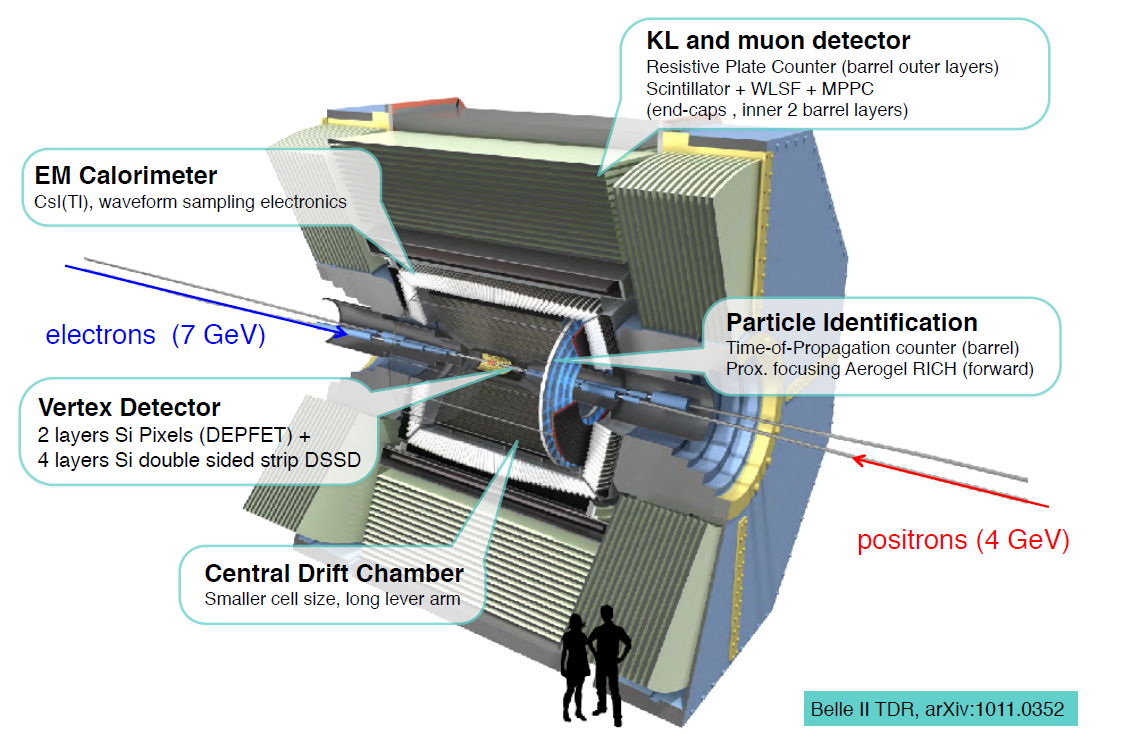 KL and muon detector
Resistive Plate Counter (barrel outer layers)
Scintillator + WLSF + MPPC
(end-caps , inner 2 barrel layers)
EM Calorimeter
CsI(Tl), waveform sampling electronics
electrons (7 GeV)
Particle Identification
Time-of-Propagation counter (barrel)
Prox. focusing Aerogel RICH (forward)
Vertex Detector
2 layers Si Pixels (DEPFET) +
4 layers Si double sided strip DSSD
positrons (4 GeV)
Central Drift Chamber
Smaller cell size, long lever arm
Belle II TDR, arXiv:1011.0352